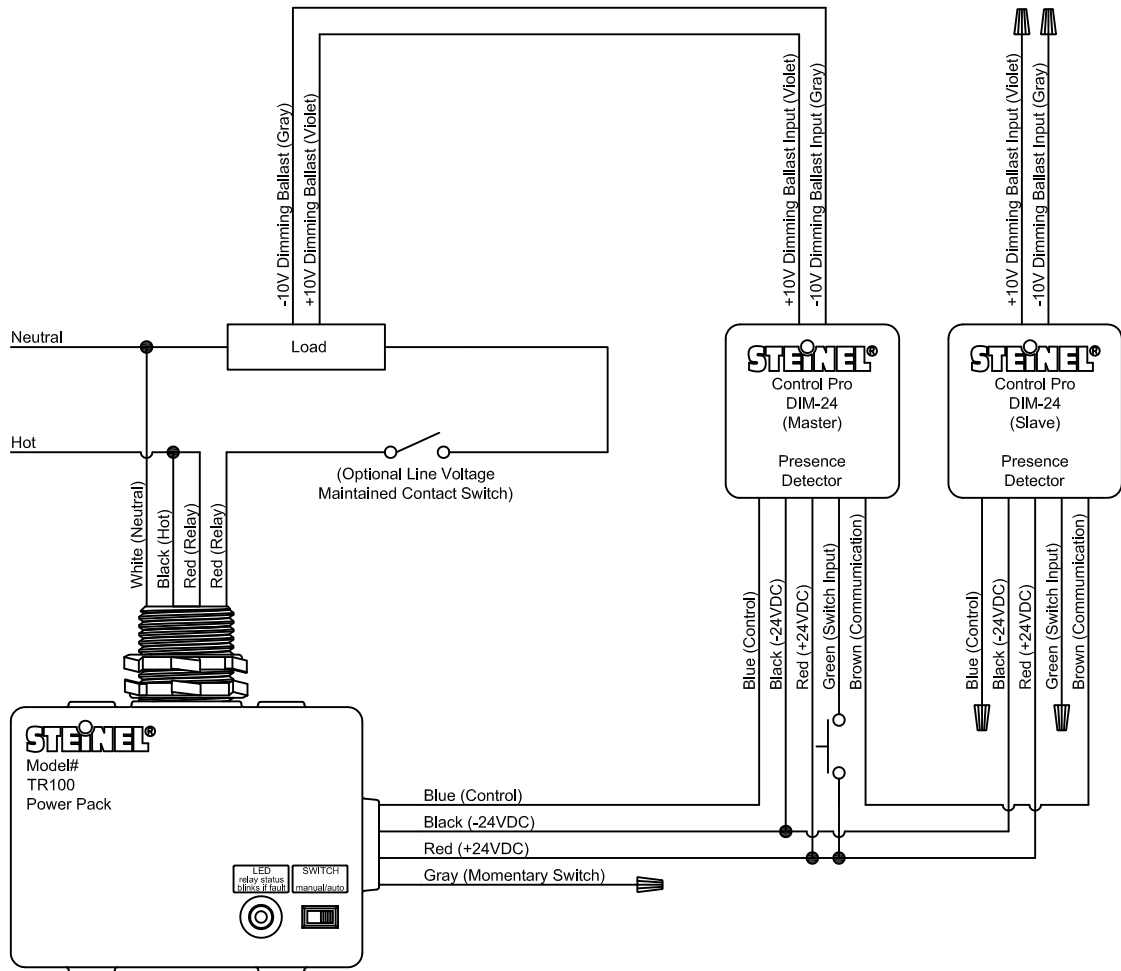 -10V Dimming Ballast (Gray)
+10V Dimming Ballast (Violet)
+10V Dimming Ballast Input (Violet)
-10V Dimming Ballast Input (Gray)
+10V Dimming Ballast Input (Violet)
-10V Dimming Ballast Input (Gray)
Neutral
Load
Hot
(Optional Line Voltage
Maintained Contact Switch)
STEINEL®
Control Pro
DIM-24
(Master)
Presence
Detector
STEINEL®
Control Pro
DIM-24
(Slave)
Presence
Detector
White (Neutral)
Black (Hot)
Red (Relay)
Red (Relay)
Blue (Control)
Black (-24VDC)
Red (+24VDC)
Green (Switch Input)
Brown (Communication)
Blue (Control)
Black (-24VDC)
Red (+24VDC)
Green (Switch Input)
Brown (Communication)
STEINEL®
Model#
TR100
Power Pack
LED
relay status
blinks if fault
SWITCH
manual/auto
Blue (Control)
Black (-24VDC)
Red (+24VDC)
Gray (Momentary Switch)